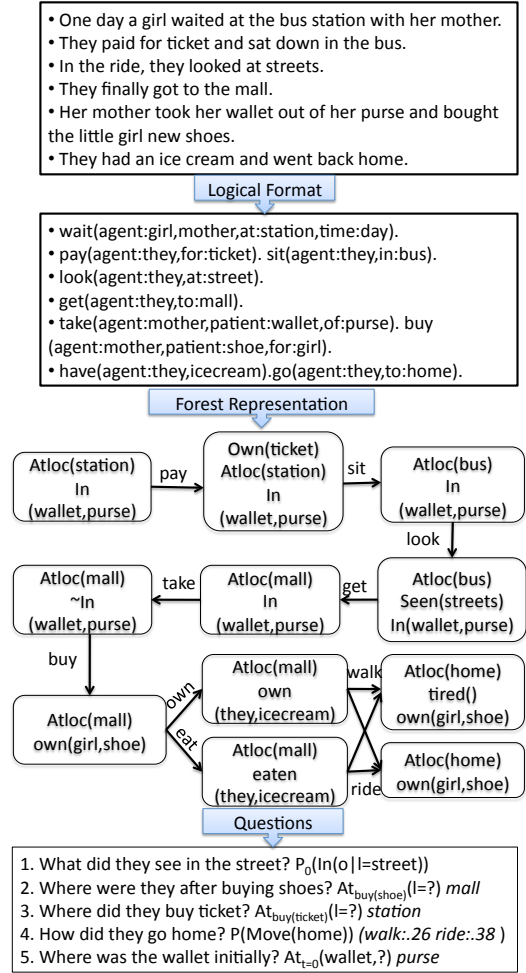 • One day a girl waited at the bus station with her mother.
• They paid for ticket and sat down in the bus.
• In the ride, they looked at streets.
• They finally got to the mall.
• Her mother took her wallet out of her purse and bought
the little girl new shoes.
• They had an ice cream and went back home.
Logical Format
• wait(agent:girl,mother,at:station,time:day).
• pay(agent:they,for:ticket). sit(agent:they,in:bus).
• look(agent:they,at:street).
• get(agent:they,to:mall).
• take(agent:mother,patient:wallet,of:purse). buy
(agent:mother,patient:shoe,for:girl).
• have(agent:they,icecream).go(agent:they,to:home).
Forest Representation
Atloc(station)
In
(wallet,purse)
pay
Own(ticket)
Atloc(station)
In
(wallet,purse)
sit
Atloc(bus)
In
(wallet,purse)
look
Atloc(bus)
Seen(streets)
In(wallet,purse)
get
Atloc(mall)
In
(wallet,purse)
take
Atloc(mall)
~In
(wallet,purse)
buy
Atloc(mall)
own(girl,shoe)
own
eat
Atloc(mall)
own
(they,icecream)
Atloc(mall)
eaten
(they,icecream)
walk
ride
Atloc(home)
tired()
own(girl,shoe)
Atloc(home)
own(girl,shoe)
Questions
1. What did they see in the street? P0(In(o|l=street))
2. Where were they after buying shoes? Atbuy(shoe)(l=?) mall
3. Where did they buy ticket? Atbuy(ticket)(l=?) station
4. How did they go home? P(Move(home)) (walk:.26 ride:.38 )
5. Where was the wallet initially? Att=0(wallet,?) purse